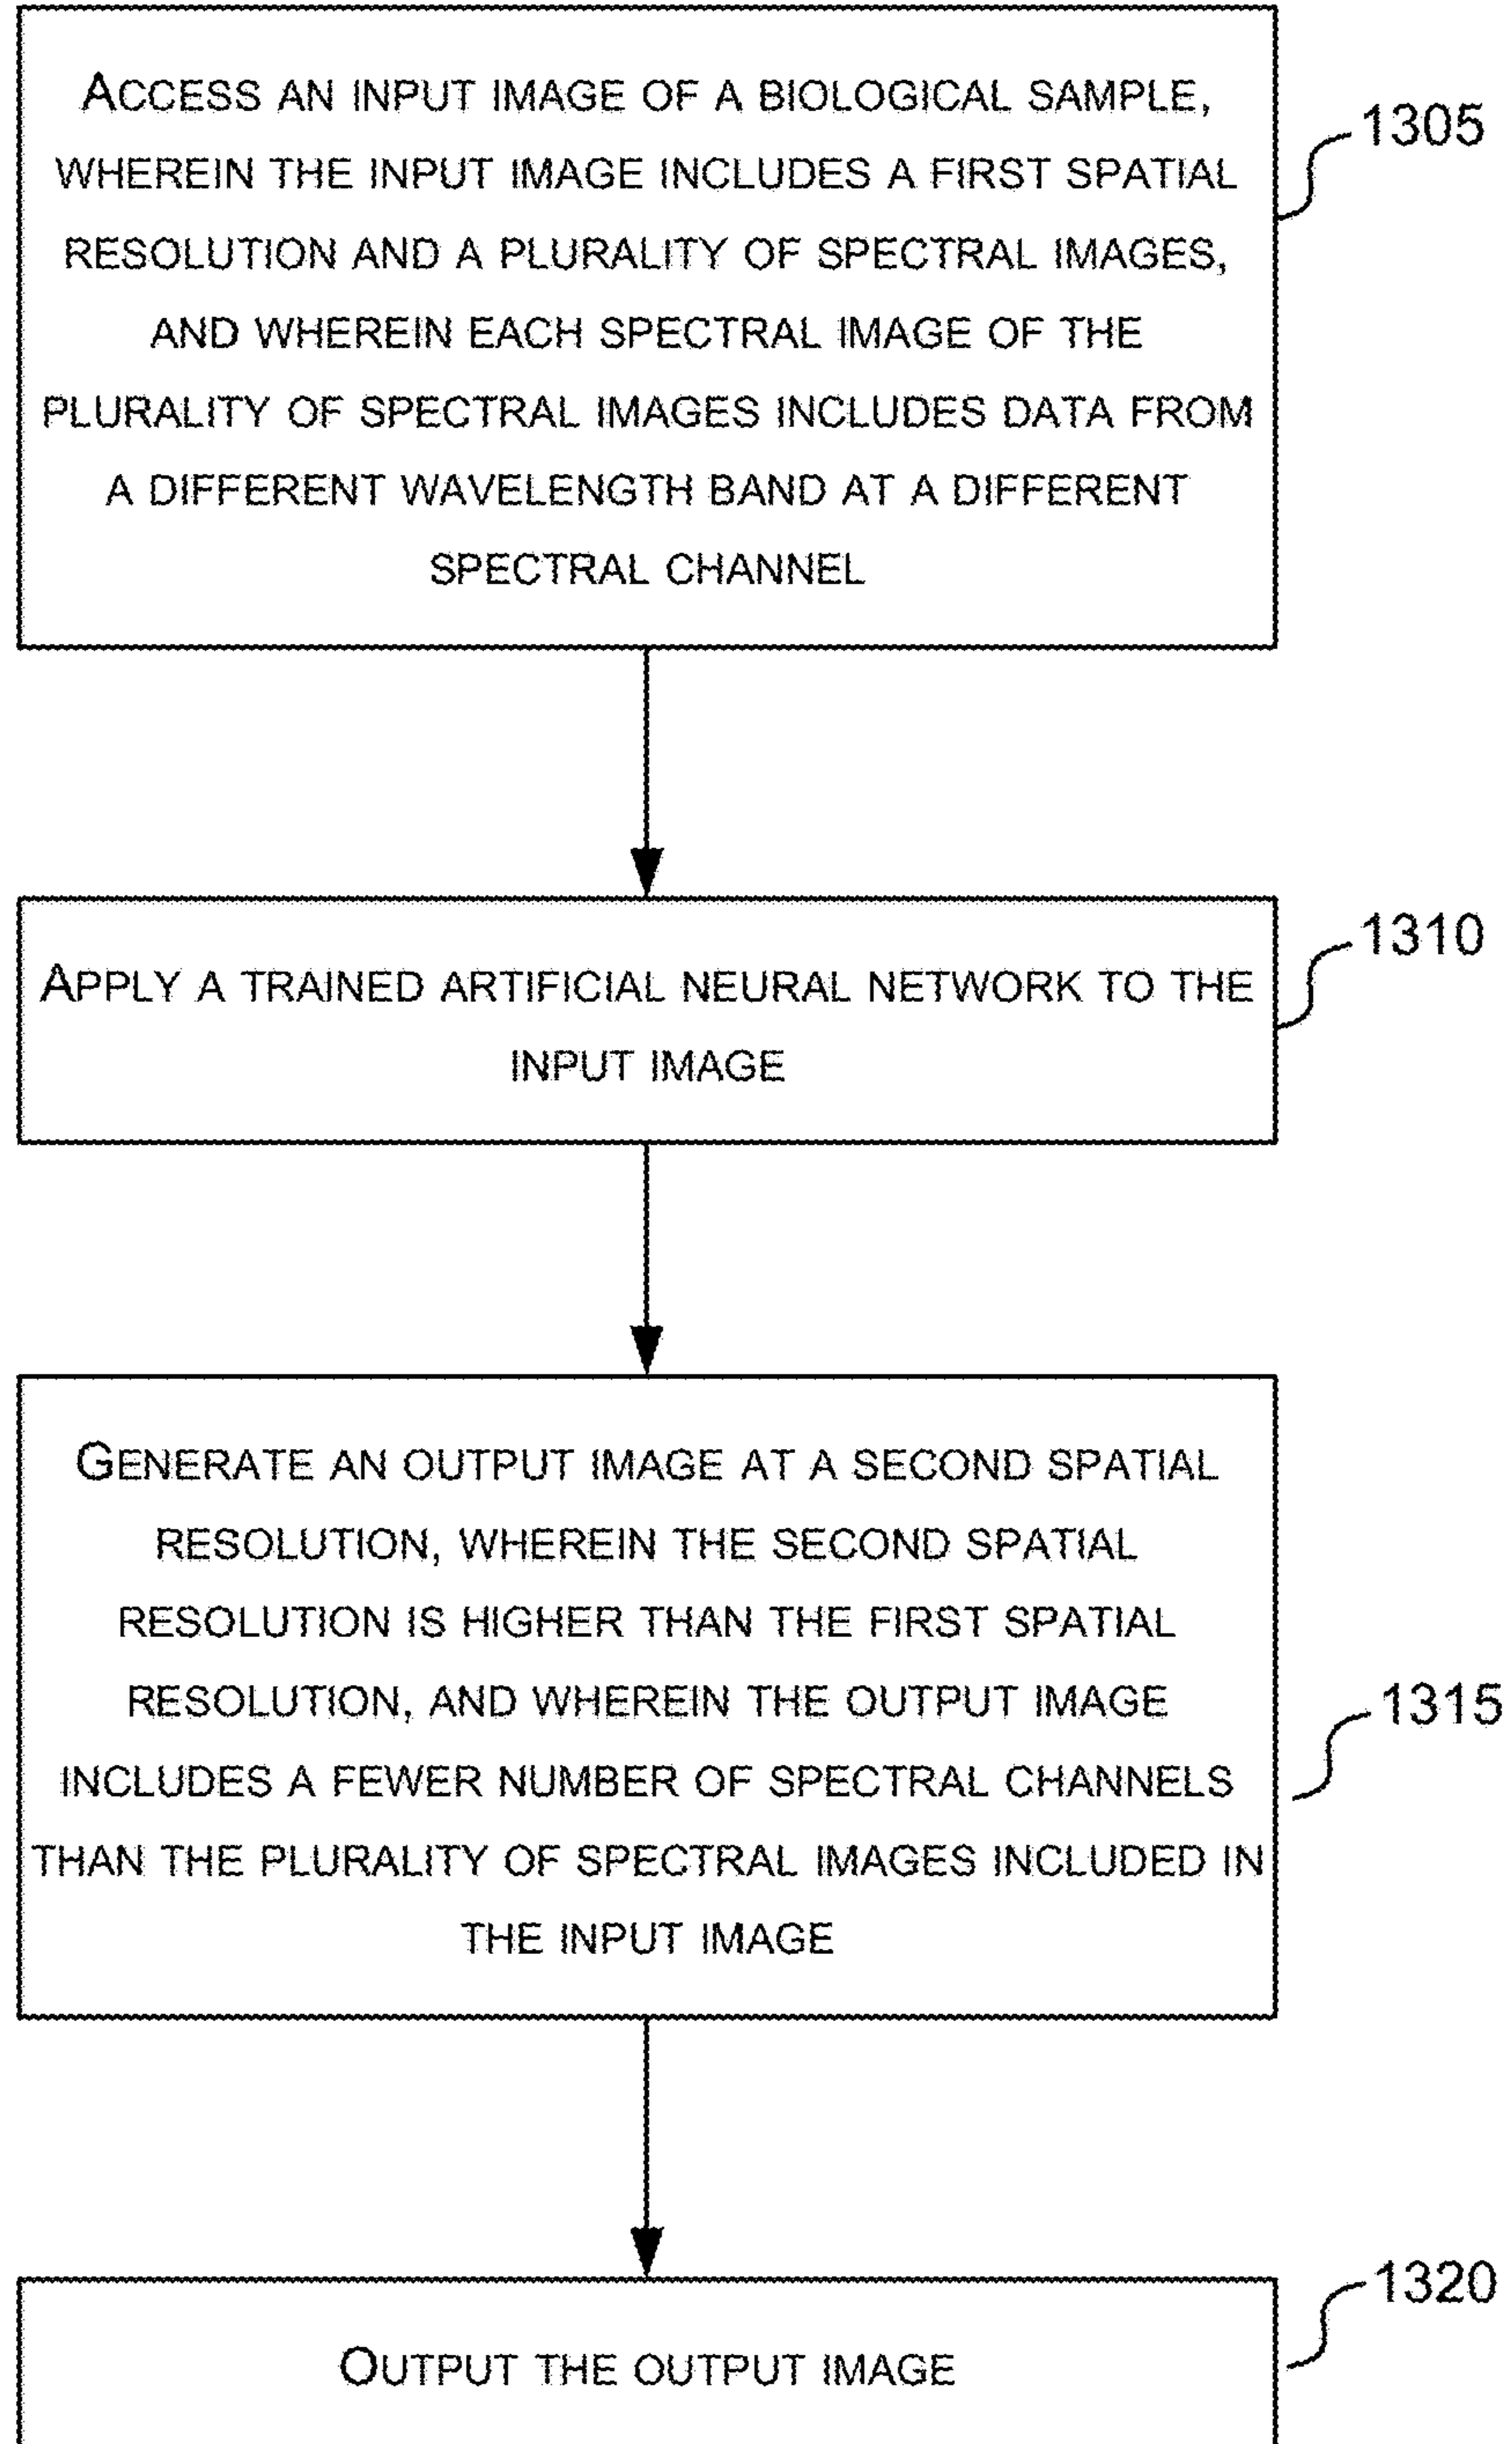 ACCESS AN INPUT IMAGE OF A BIOLOGICAL SAMPLE,
WHEREIN THE INPUT IMAGE INCLUDES A FIRST SPATIAL
RESOLUTION AND A PLURALITY OF SPECTRAL IMAGES,
AND WHEREIN EACH SPECTRAL IMAGE OF THE
PLURALITY OF SPECTRAL IMAGES INCLUDES DATA FROM
A DIFFERENT WAVELENGTH BAND AT A DIFFERENT
SPECTRAL CHANNEL
1305
APPLY A TRAINED ARTIFICIAL NEURAL NETWORK TO THE
INPUT IMAGE
1310
GENERATE AN OUTPUT IMAGE AT A SECOND SPATIAL
RESOLUTION, WHEREIN THE SECOND SPATIAL
RESOLUTION IS HIGHER THAN THE FIRST SPATIAL
RESOLUTION, AND WHEREIN THE OUTPUT IMAGE
INCLUDES A FEWER NUMBER OF SPECTRAL CHANNELS
THAN THE PLURALITY OF SPECTRAL IMAGES INCLUDED IN
THE INPUT IMAGE
1315
OUTPUT THE OUTPUT IMAGE
1320